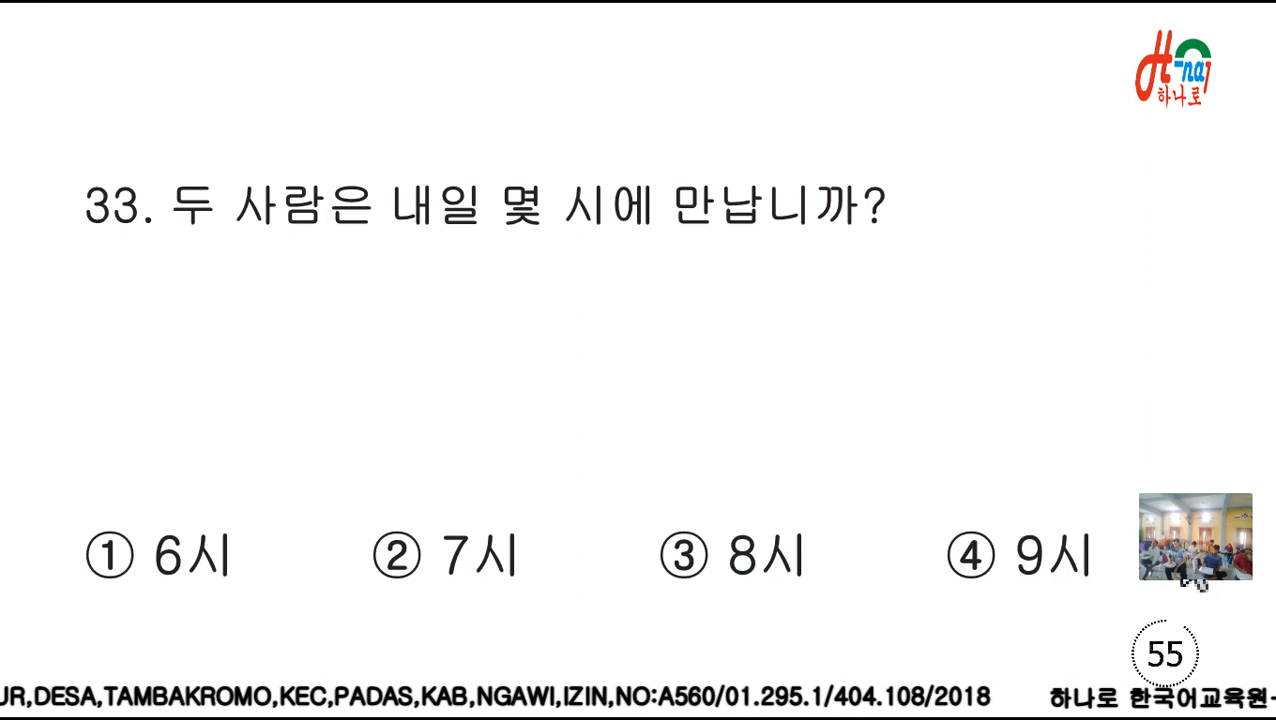 H-na
하나로
33. 두 사람은 내일 몇 시에 만납니까?
① 6시 ② 7시 ③ 8시 ④ 9시
55
UR,DESA,TAMBAKROMO,KEC,PADAS,KAB,NGAWI,IZIN,NO:A560/01.295.1/404.108/2018 하나로 한국어교육원